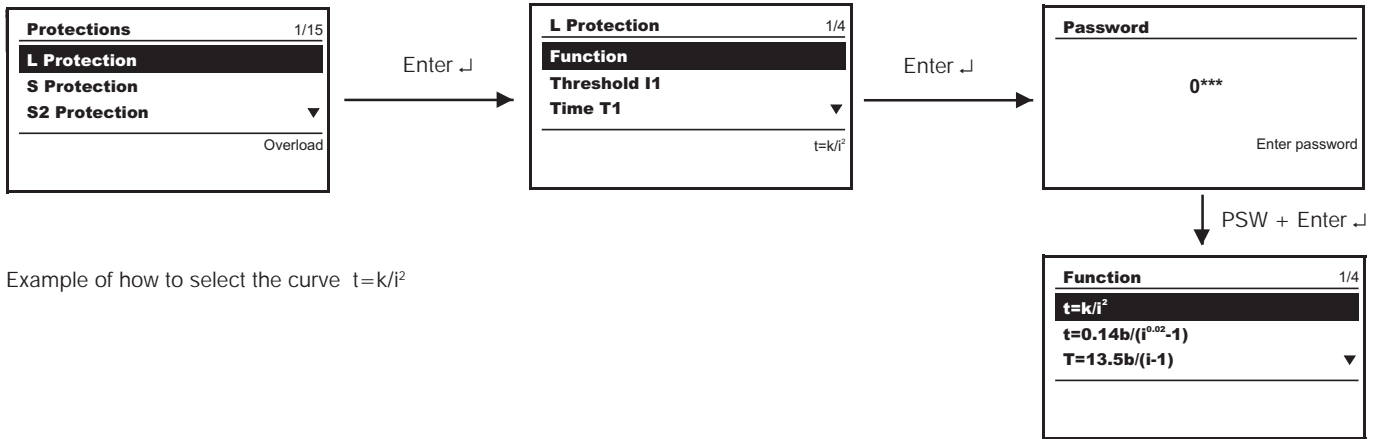 Protections 1/15
L Protection
S Protection
S2 Protection ▼
Overload
Enter ↵
L Protection 1/4
Function
Threshold I1
Time T1 ▼
t=k/i²
Enter ↵
Password
0***
Enter password
PSW + Enter ↵
Example of how to select the curve t=k/i²
Function 1/4
t=k/i²
t=0.14b/(i⁰·⁰²-1)
T=13.5b/(i-1) ▼